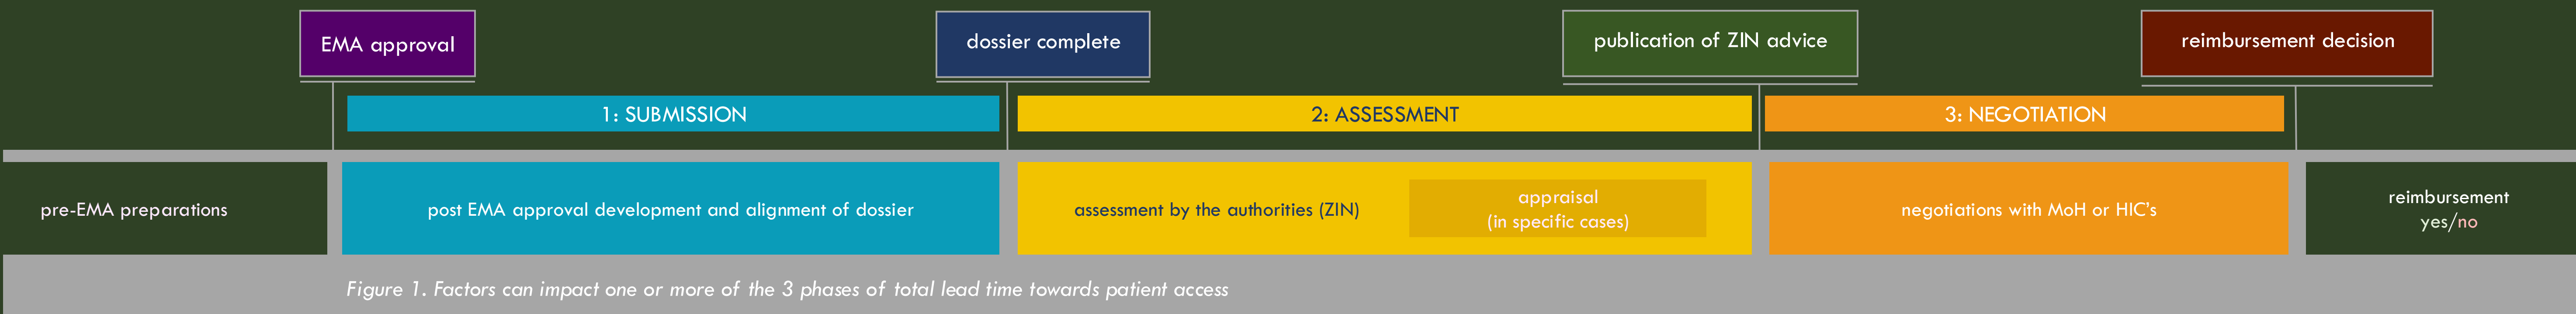 EMA approval
dossier complete
publication of ZIN advice
reimbursement decision
1: SUBMISSION
2: ASSESSMENT
3: NEGOTIATION
pre-EMA preparations
post EMA approval development and alignment of dossier
assessment by the authorities (ZIN)
appraisal
(in specific cases)
negotiations with MoH or HIC's
reimbursement
yes/no
Figure 1. Factors can impact one or more of the 3 phases of total lead time towards patient access